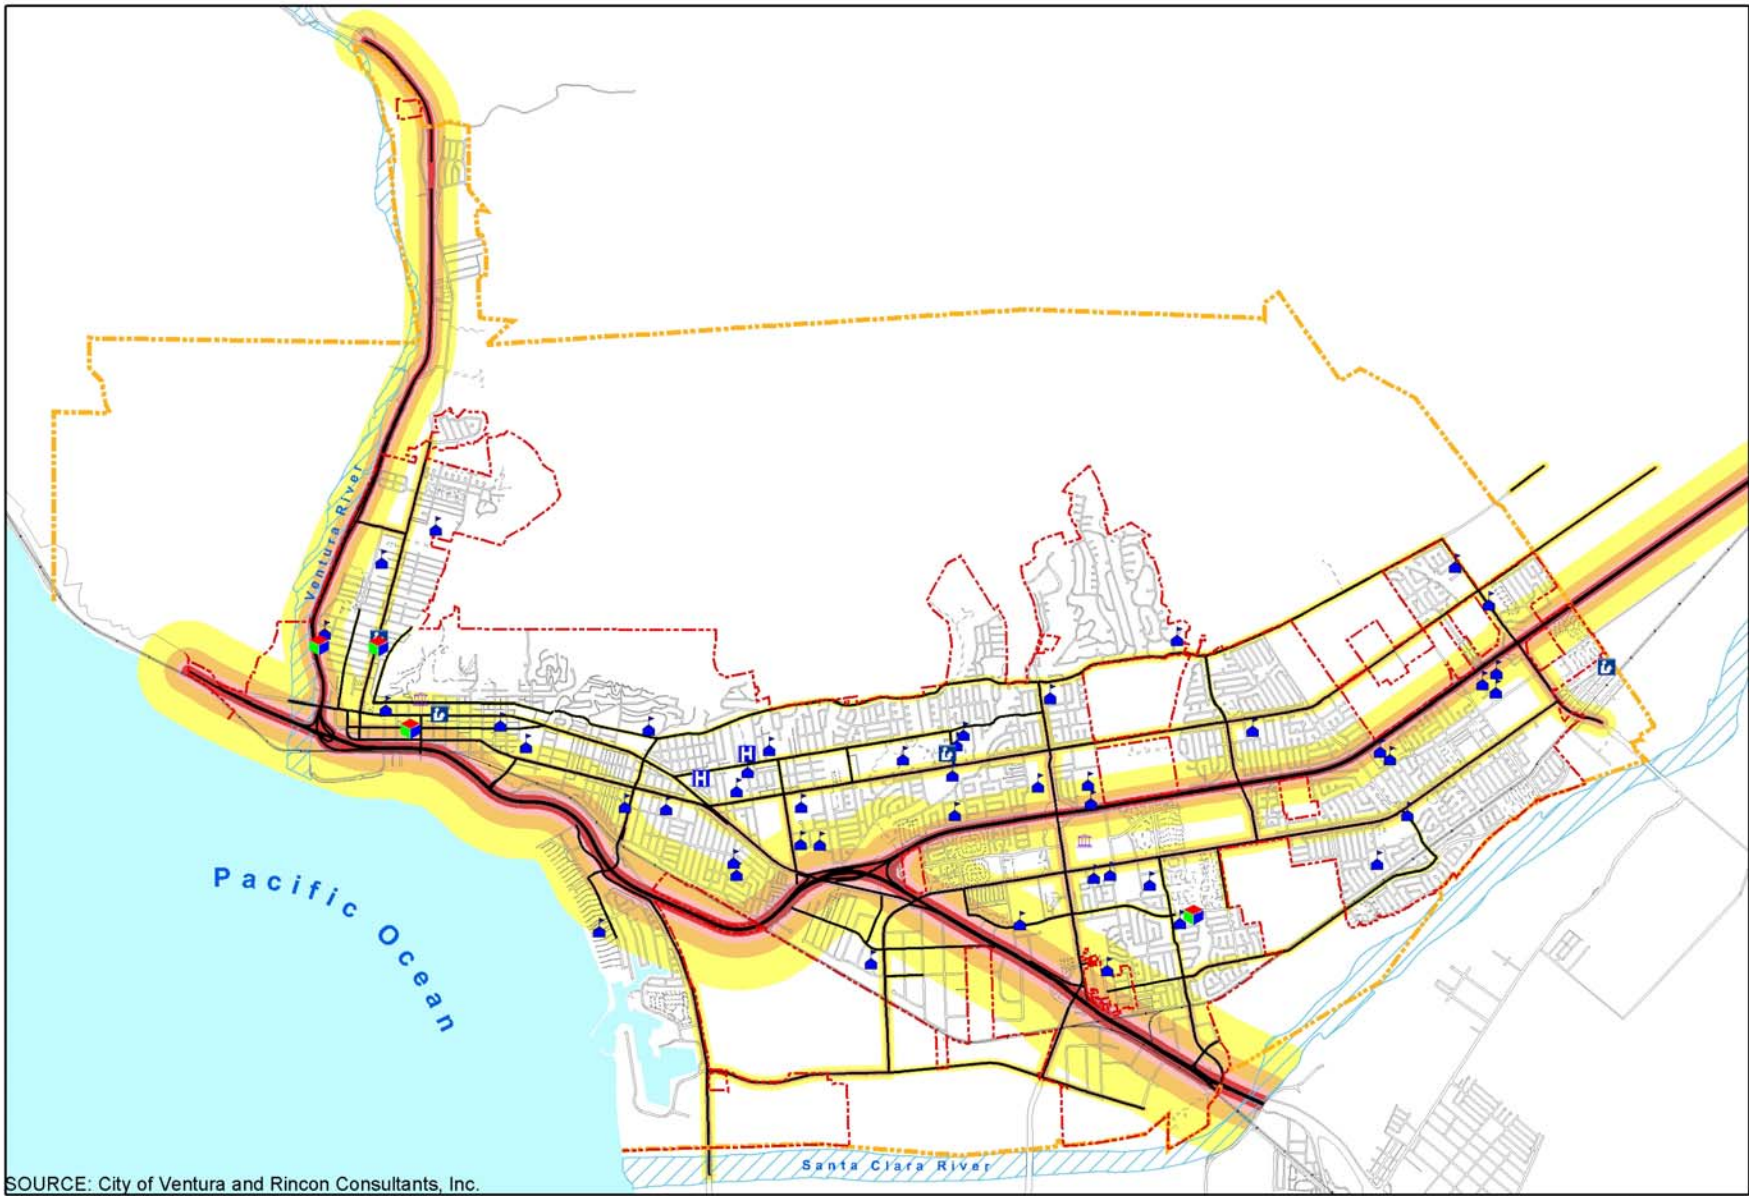 Ventura River
H
H
Pacific Ocean
Santa Clara River
SOURCE: City of Ventura and Rincon Consultants, Inc.